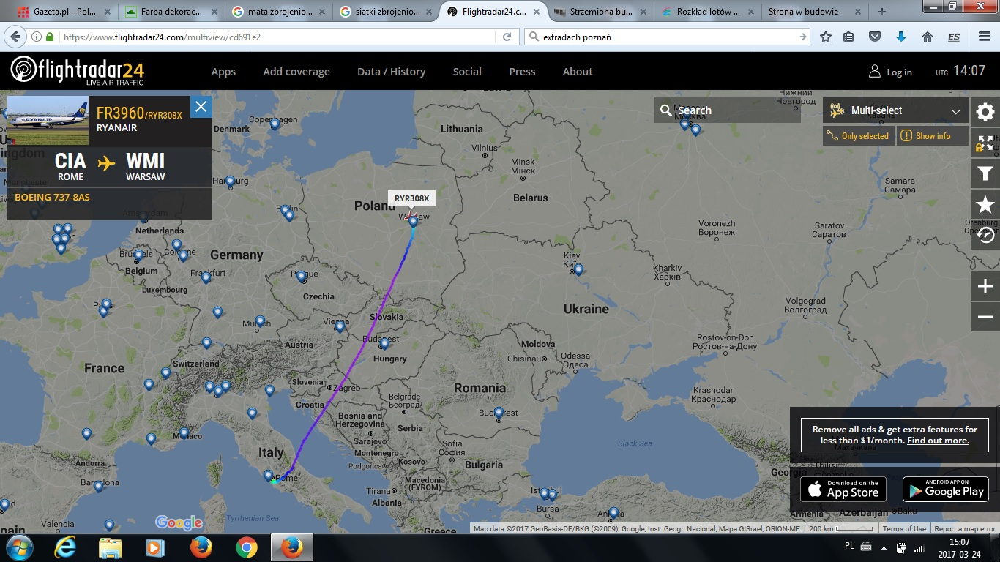 Gazeta.pl - Pol...
Farba dekorac...
mata zbrojenio...
siatki zbrojenio...
Flightradar24.c...
Strzemiona bu...
Rozkład lotów ...
Strona w budowie
https://www.flightradar24.com/multiview/cd691e2
extradach poznań
ES
flightradar24
LIVE AIR TRAFFIC
Apps
Add coverage
Data / History
Social
Press
About
Log in
UTC 14:07
RYANAIR
FR3960/RYR308X
RYANAIR
CIA
WMI
ROME
WARSAW
BOEING 737-8AS
Search
Multi-select
Only selected
Show info
Copenhagen
Denmark
Lithuania
Vilnius
Minsk
Минск
Нижний
Новгород
Москва
Казань
Samara
Самара
Belarus
Hamburg
Poland
RYR308X
Warsaw
Berlin
Amsterdam
Netherlands
London
Brussels
Belgium
Cologne
Germany
Frankfurt
Luxembourg
Prague
Czechia
Paris
Kiev
Київ
Kharkiv
Харків
Voronezh
Воронеж
Saratov
Саратов
Orenburg
Volgograd
Волгоград
Ukraine
Slovakia
Vienna
Munich
Austria
Budapest
Hungary
Moldova
Chisinau
Odessa
Одеса
Rostov-on-Don
Ростов-на-Дону
France
Switzerland
Slovenia
Zagreb
Croatia
Romania
Krasnodar
Краснодар
Belgrade
Београд
Bosnia and
Herzegovina
Serbia
Bucharest
Sarajevo
Monaco
Italy
Montenegro
Podgorica
Kosovo
Sofia
София
Bulgaria
Black Sea
Andorra
Barcelona
Rome
Macedonia
(FYROM)
Tirana
Albania
Istanbul
Bursa
Ankara
Georgia
Tbilisi
Armenia
Azerbaijan
Baku
Valencia
Tyrrhenian Sea
Greece
Remove all ads & get extra features for
less than $1/month. Find out more.
Download on the
App Store
ANDROID APP ON
Google Play
Google
Map data ©2017 GeoBasis-DE/BKG (©2009), Google, Inst. Geogr. Nacional, Mapa GISrael, ORION-ME
200 km
Terms of Use
Report a map error
PL
15:07
2017-03-24